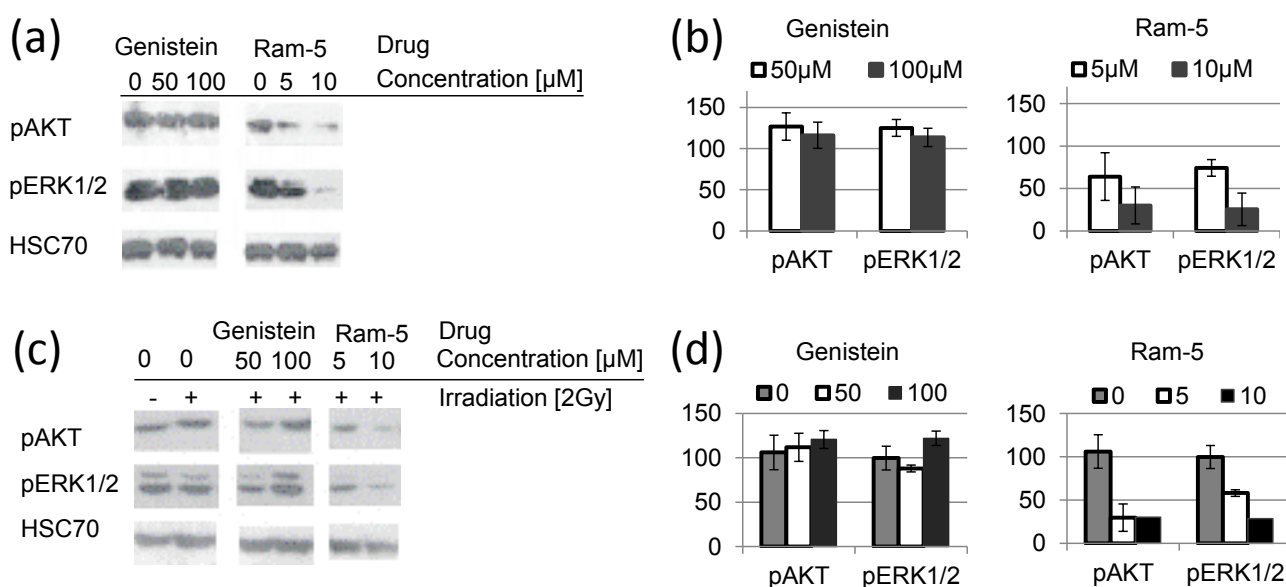 (a)
Genistein Ram-5 Drug
0 50 100 0 5 10 Concentration [µM]
pAKT
pERK1/2
HSC70
(b)
Genistein
50µM 100µM
150
100
50
0
pAKT pERK1/2
Ram-5
5µM 10µM
150
100
50
0
pAKT pERK1/2
(c)
Genistein Ram-5 Drug
0 0 50 100 5 10 Concentration [µM]
- + + + + + Irradiation [2Gy]
pAKT
pERK1/2
HSC70
(d)
Genistein
0 50 100
150
100
50
0
pAKT pERK1/2
Ram-5
0 5 10
150
100
50
0
pAKT pERK1/2